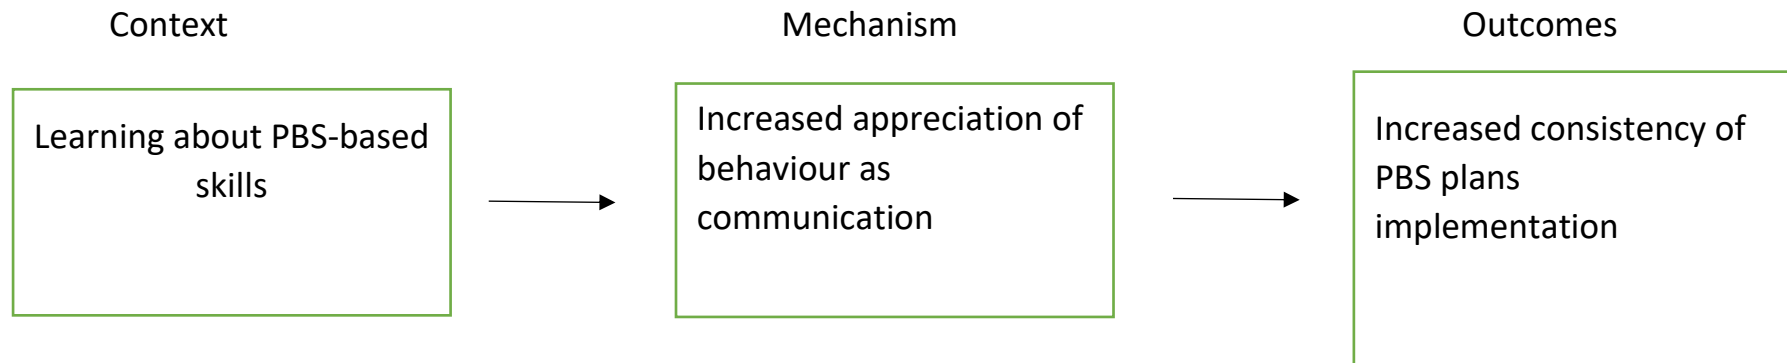 Context
Mechanism
Outcomes
Learning about PBS-based
skills
Increased appreciation of
behaviour as
communication
Increased consistency of
PBS plans
implementation